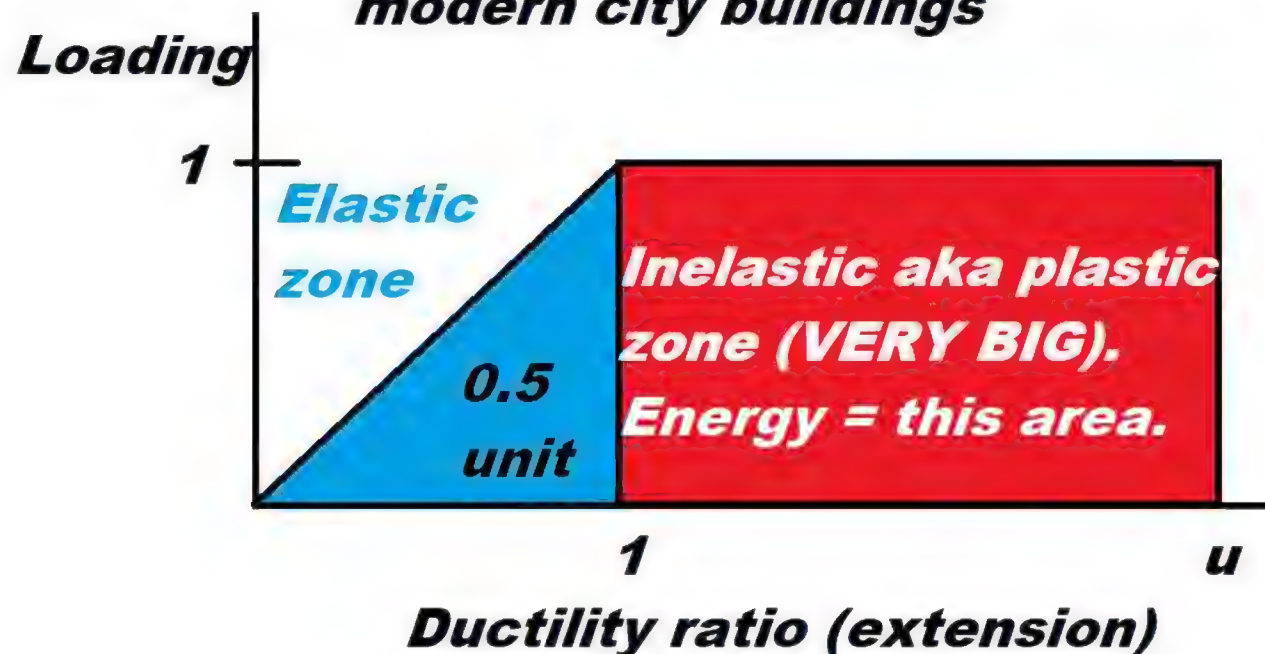 modern city buildings
Loading
1
Elastic
zone
0.5
unit
Inelastic aka plastic
zone (VERY BIG).
Energy = this area.
1
u
Ductility ratio (extension)